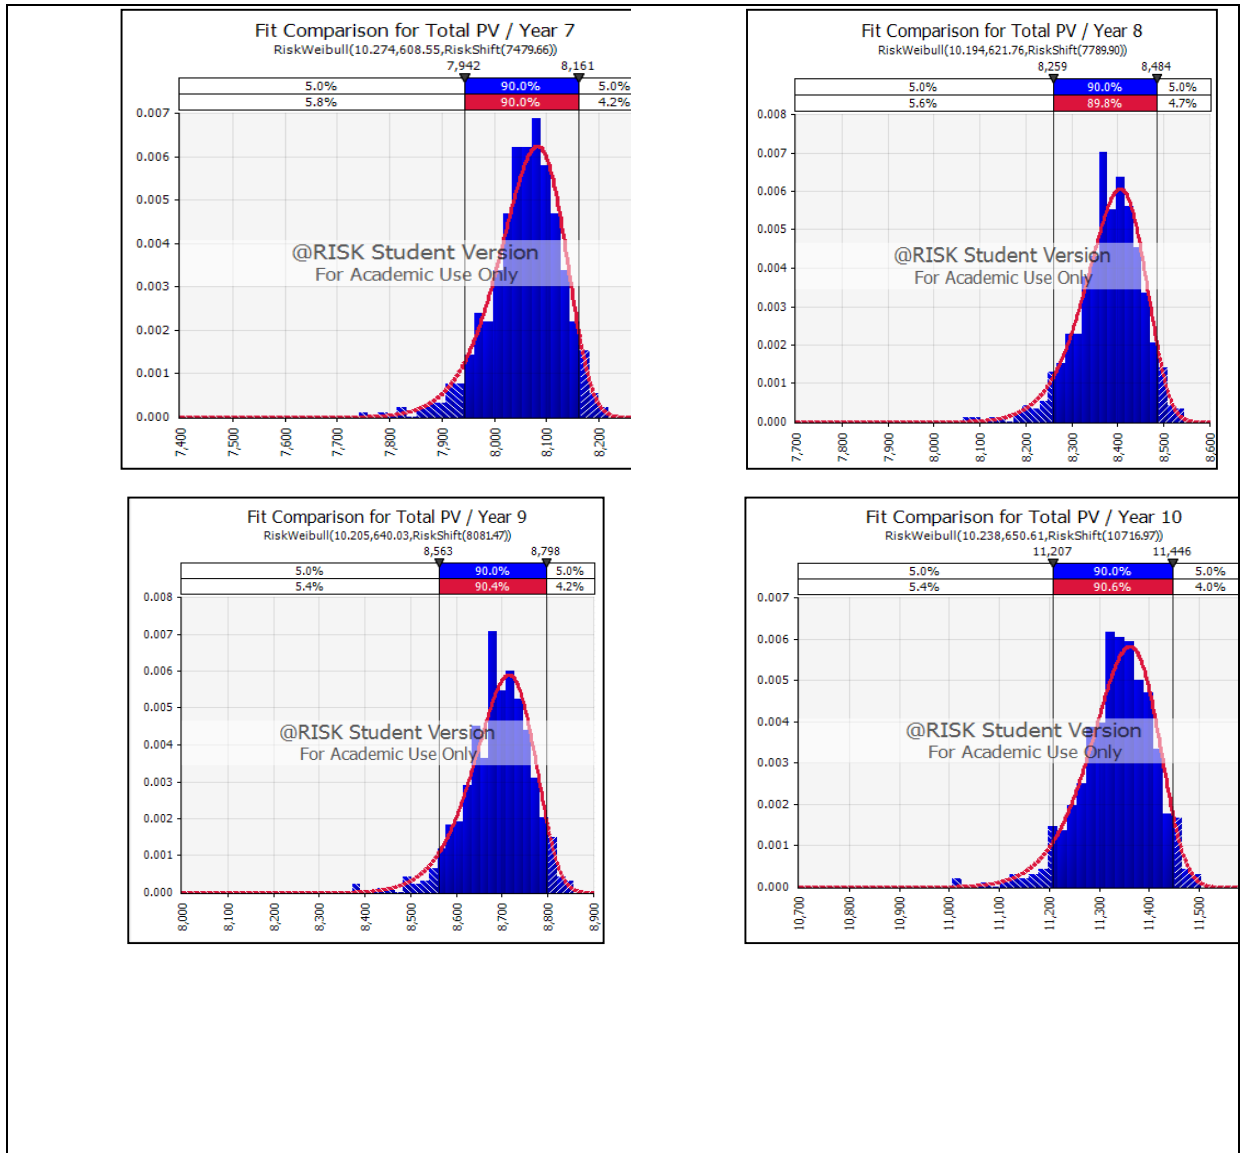 Fit Comparison for Total PV / Year 7
RiskWeibull(10.274,608.55,RiskShift(7479.66))
7,942 8,161
5.0% 90.0% 5.0%
5.8% 90.0% 4.2%
0.007
0.006
0.005
0.004
0.003
0.002
0.001
0.000
@RISK Student Version
For Academic Use Only
7,400 7,500 7,600 7,700 7,800 7,900 8,000 8,100 8,200
Fit Comparison for Total PV / Year 8
RiskWeibull(10.194,621.76,RiskShift(7789.90))
8,259 8,484
5.0% 90.0% 5.0%
5.6% 89.8% 4.7%
0.008
0.007
0.006
0.005
0.004
0.003
0.002
0.001
0.000
@RISK Student Version
For Academic Use Only
7,700 7,800 7,900 8,000 8,100 8,200 8,300 8,400 8,500 8,600
Fit Comparison for Total PV / Year 9
RiskWeibull(10.205,640.03,RiskShift(8081.47))
8,563 8,798
5.0% 90.0% 5.0%
5.4% 90.4% 4.2%
0.008
0.007
0.006
0.005
0.004
0.003
0.002
0.001
0.000
@RISK Student Version
For Academic Use Only
8,000 8,100 8,200 8,300 8,400 8,500 8,600 8,700 8,800 8,900
Fit Comparison for Total PV / Year 10
RiskWeibull(10.238,650.61,RiskShift(10716.97))
11,207 11,446
5.0% 90.0% 5.0%
5.4% 90.6% 4.0%
0.007
0.006
0.005
0.004
0.003
0.002
0.001
0.000
@RISK Student Version
For Academic Use Only
10,700 10,800 10,900 11,000 11,100 11,200 11,300 11,400 11,500